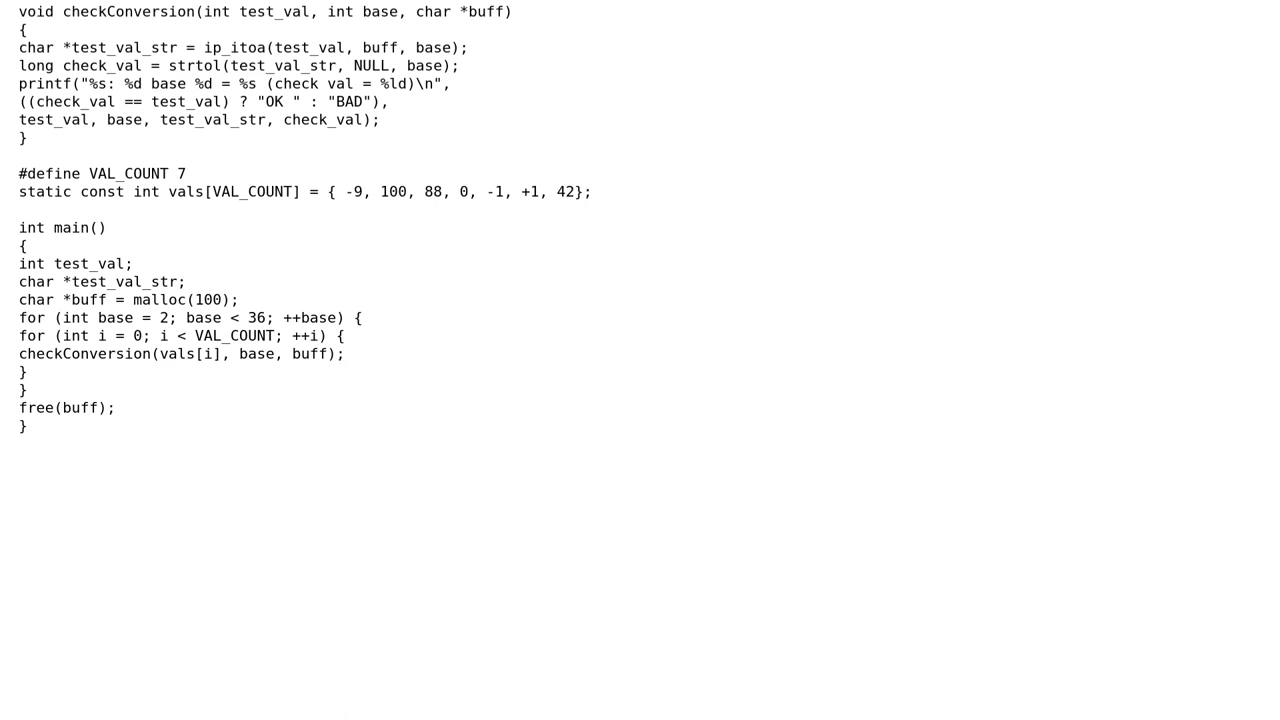 void checkConversion(int test_val, int base, char *buff)
{
char *test_val_str = ip_itoa(test_val, buff, base);
long check_val = strtol(test_val_str, NULL, base);
printf("%s: %d base %d = %s (check val = %ld)\n",
((check_val == test_val) ? "OK " : "BAD"),
test_val, base, test_val_str, check_val);
}

#define VAL_COUNT 7
static const int vals[VAL_COUNT] = { -9, 100, 88, 0, -1, +1, 42};

int main()
{
int test_val;
char *test_val_str;
char *buff = malloc(100);
for (int base = 2; base < 36; ++base) {
for (int i = 0; i < VAL_COUNT; ++i) {
checkConversion(vals[i], base, buff);
}
}
free(buff);
}